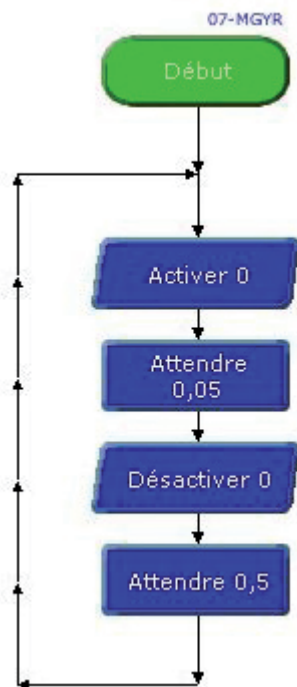 07-MGYR
Début
Activer 0
Attendre
0,05
Désactiver 0
Attendre 0,5